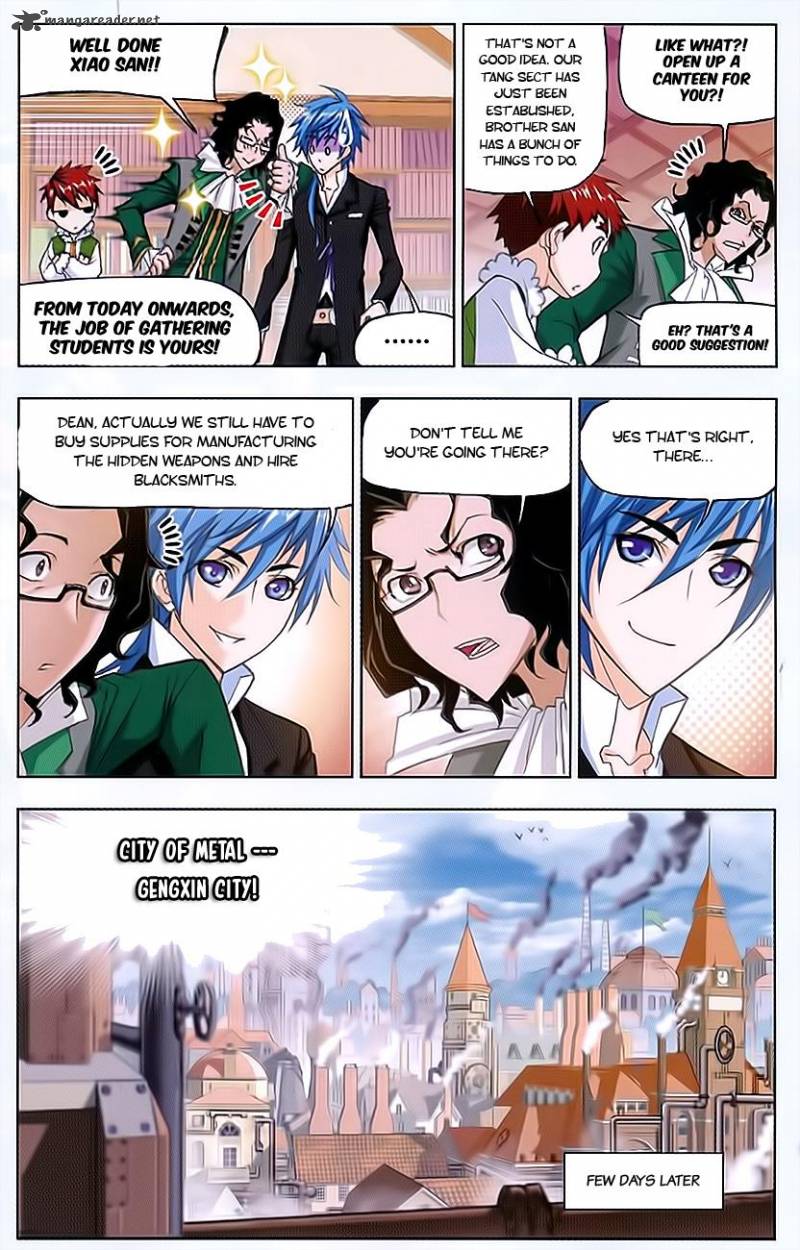 mangareader.net
WELL DONE
XIAO SAN!!
FROM TODAY ONWARDS,
THE JOB OF GATHERING
STUDENTS IS YOURS!
......
THAT'S NOT A
GOOD IDEA. OUR
TANG SECT HAS
JUST BEEN
ESTABLISHED,
BROTHER SAN
HAS A BUNCH OF
THINGS TO DO.
LIKE WHAT?!
OPEN UP A
CANTEEN FOR
YOU?!
EH? THAT'S A
GOOD SUGGESTION!
DEAN, ACTUALLY WE STILL HAVE TO
BUY SUPPLIES FOR MANUFACTURING
THE HIDDEN WEAPONS AND HIRE
BLACKSMITHS.
DON'T TELL ME
YOU'RE GOING THERE?
YES THAT'S RIGHT,
THERE...
CITY OF METAL ---
GENGXIN CITY!
FEW DAYS LATER